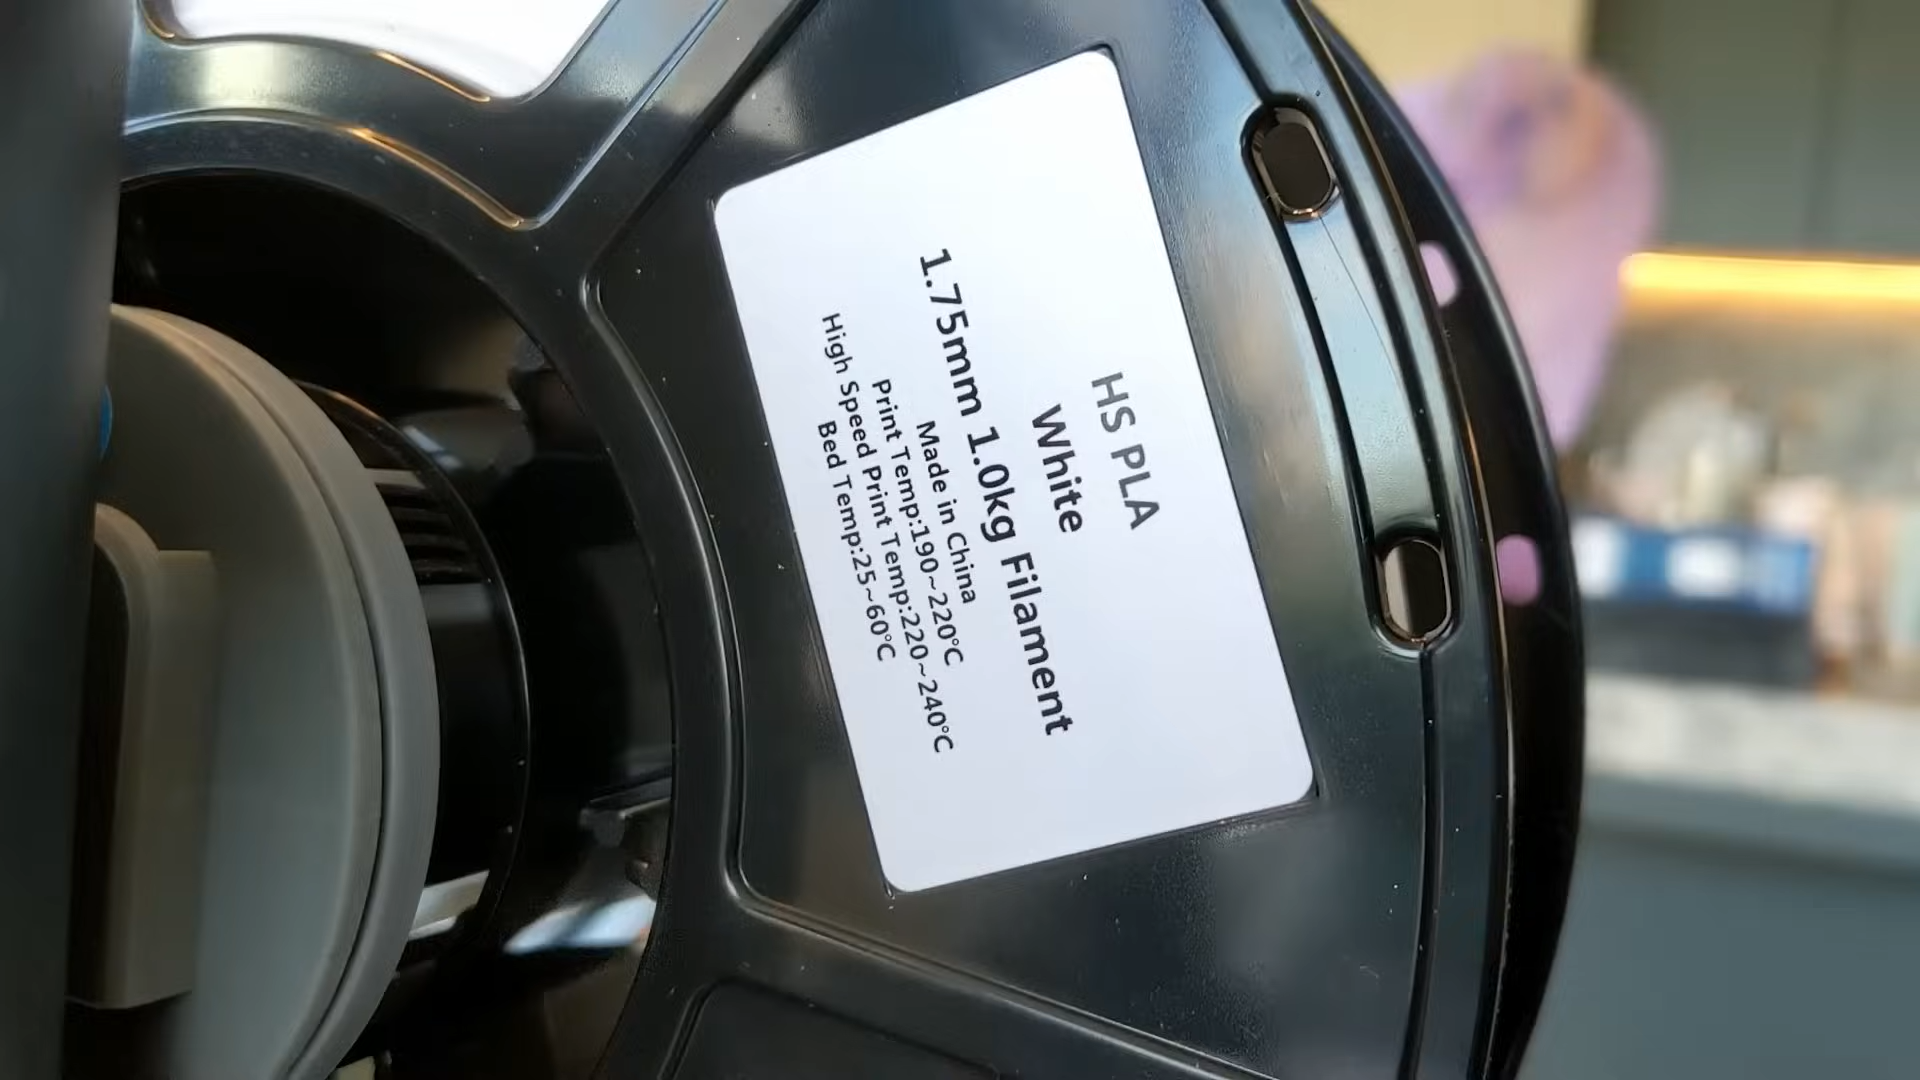 HS PLA
White
1.75mm 1.0kg Filament
Made in China
Print Temp:190~220°C
High Speed Print Temp:220~240°C
Bed Temp:25~60°C